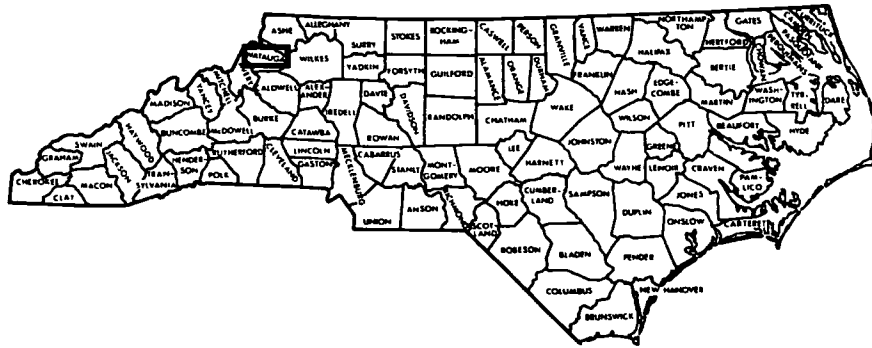 ASHE
ALLEGHANY
SURRY
STOKES
ROCKING-
HAM
CASWELL
PERSON
GRANVILLE
VANCE
WARREN
NORTHAMP
TON
GATES
HERTFORD
HALIFAX
BERTIE
CHOWAN
WATAUGA
WILKES
YADKIN
FORSYTH
GUILFORD
ALAMANCE
ORANGE
DURHAM
FRANKLIN
NASH
EDGE-
COMBE
MARTIN
WASH-
INGTON
TYR-
RELL
DARE
AVERY
MITCHELL
YANCEY
MADISON
CALDWELL
ALEX-
ANDER
IREDELL
DAVIE
DAVIDSON
RANDOLPH
CHATHAM
WAKE
WILSON
PITT
BEAUFORT
HYDE
BUNCOMBE
McDOWELL
BURKE
CATAWBA
ROWAN
SWAIN
HAYWOOD
RUTHERFORD
CLEVELAND
LINCOLN
GASTON
CABARRUS
STANLY
MONT-
GOMERY
MOORE
LEE
HARNETT
JOHNSTON
WAYNE
GREENE
LENOIR
CRAVEN
PAM-
LICO
GRAHAM
CHEROKEE
CLAY
MACON
JACKSON
TRAN-
SYLVANIA
HENDER-
SON
POLK
MECKLENBURG
UNION
ANSON
RICHMOND
SCOT-
LAND
HOKE
CUMBER-
LAND
SAMPSON
DUPLIN
JONES
ONSLOW
CARTERET
ROBESON
BLADEN
PENDER
COLUMBUS
BRUNSWICK
NEW HANOVER